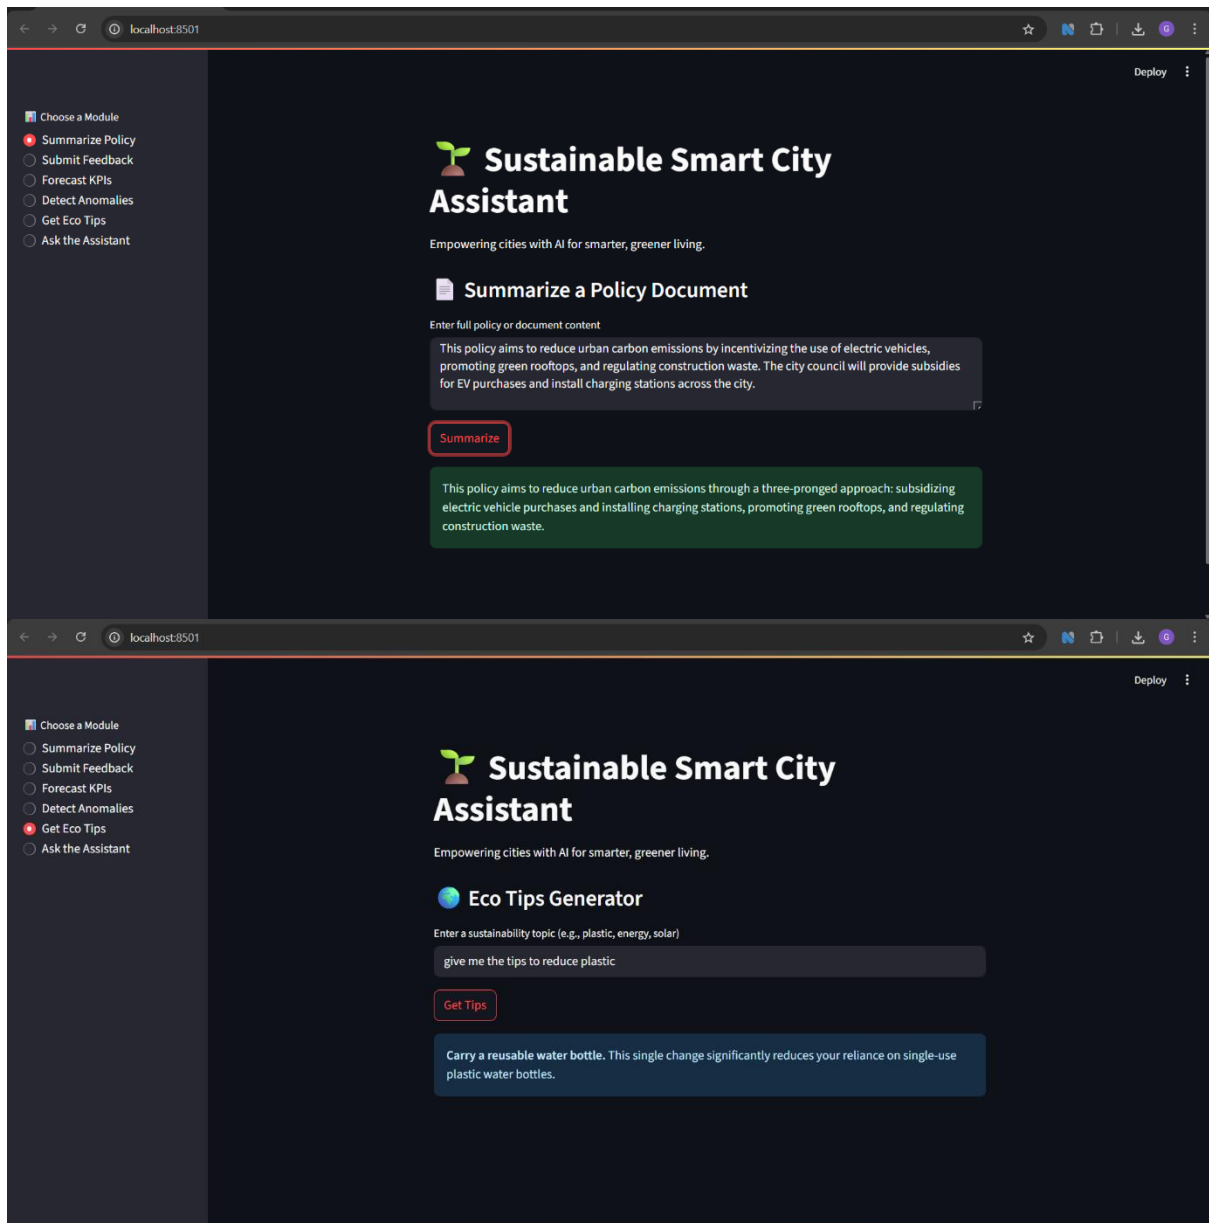 localhost:8501
G
Deploy
Choose a Module
Summarize Policy
Submit Feedback
Forecast KPIs
Detect Anomalies
Get Eco Tips
Ask the Assistant
Sustainable Smart City
Assistant
Empowering cities with AI for smarter, greener living.
Summarize a Policy Document
Enter full policy or document content
This policy aims to reduce urban carbon emissions by incentivizing the use of electric vehicles,
promoting green rooftops, and regulating construction waste. The city council will provide subsidies
for EV purchases and install charging stations across the city.
Summarize
This policy aims to reduce urban carbon emissions through a three-pronged approach: subsidizing
electric vehicle purchases and installing charging stations, promoting green rooftops, and regulating
construction waste.
localhost:8501
G
Deploy
Choose a Module
Summarize Policy
Submit Feedback
Forecast KPIs
Detect Anomalies
Get Eco Tips
Ask the Assistant
Sustainable Smart City
Assistant
Empowering cities with AI for smarter, greener living.
Eco Tips Generator
Enter a sustainability topic (e.g., plastic, energy, solar)
give me the tips to reduce plastic
Get Tips
Carry a reusable water bottle. This single change significantly reduces your reliance on single-use
plastic water bottles.